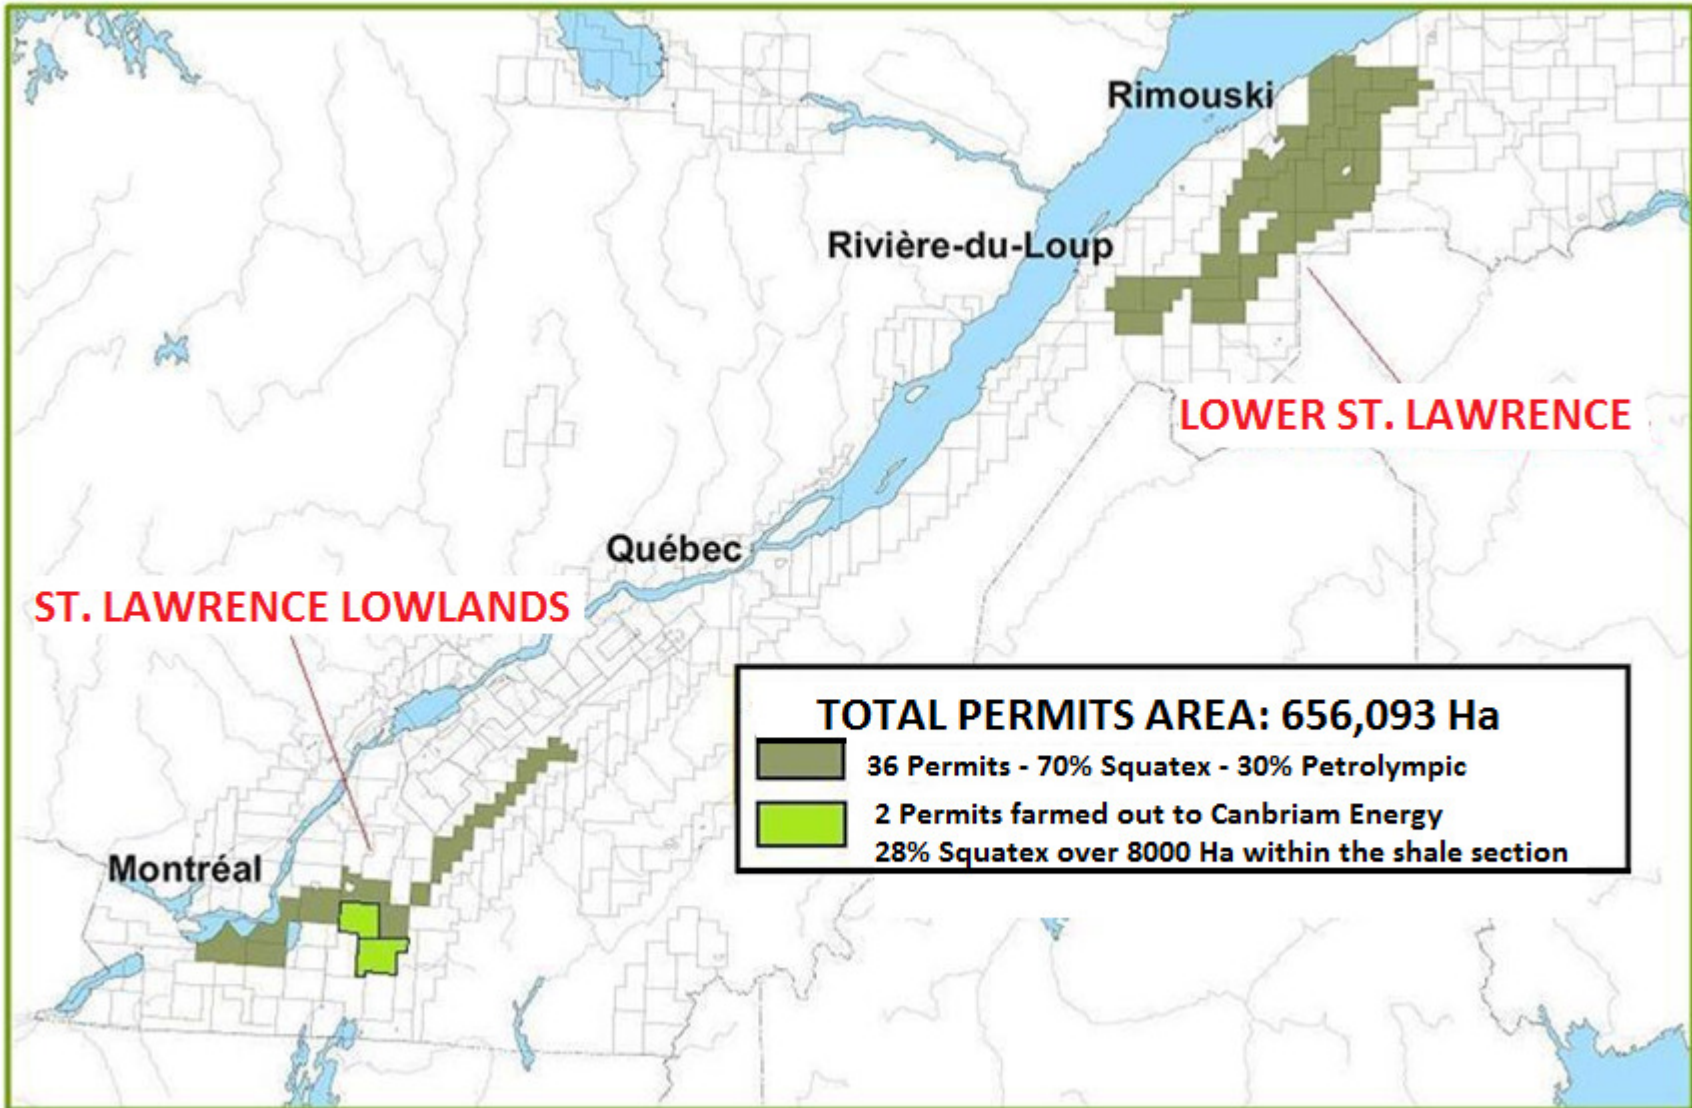 Rimouski
Rivière-du-Loup
LOWER ST. LAWRENCE
Québec
ST. LAWRENCE LOWLANDS
TOTAL PERMITS AREA: 656,093 Ha
36 Permits - 70% Squatex - 30% Petrolympic
2 Permits farmed out to Canbriam Energy
28% Squatex over 8000 Ha within the shale section
Montréal